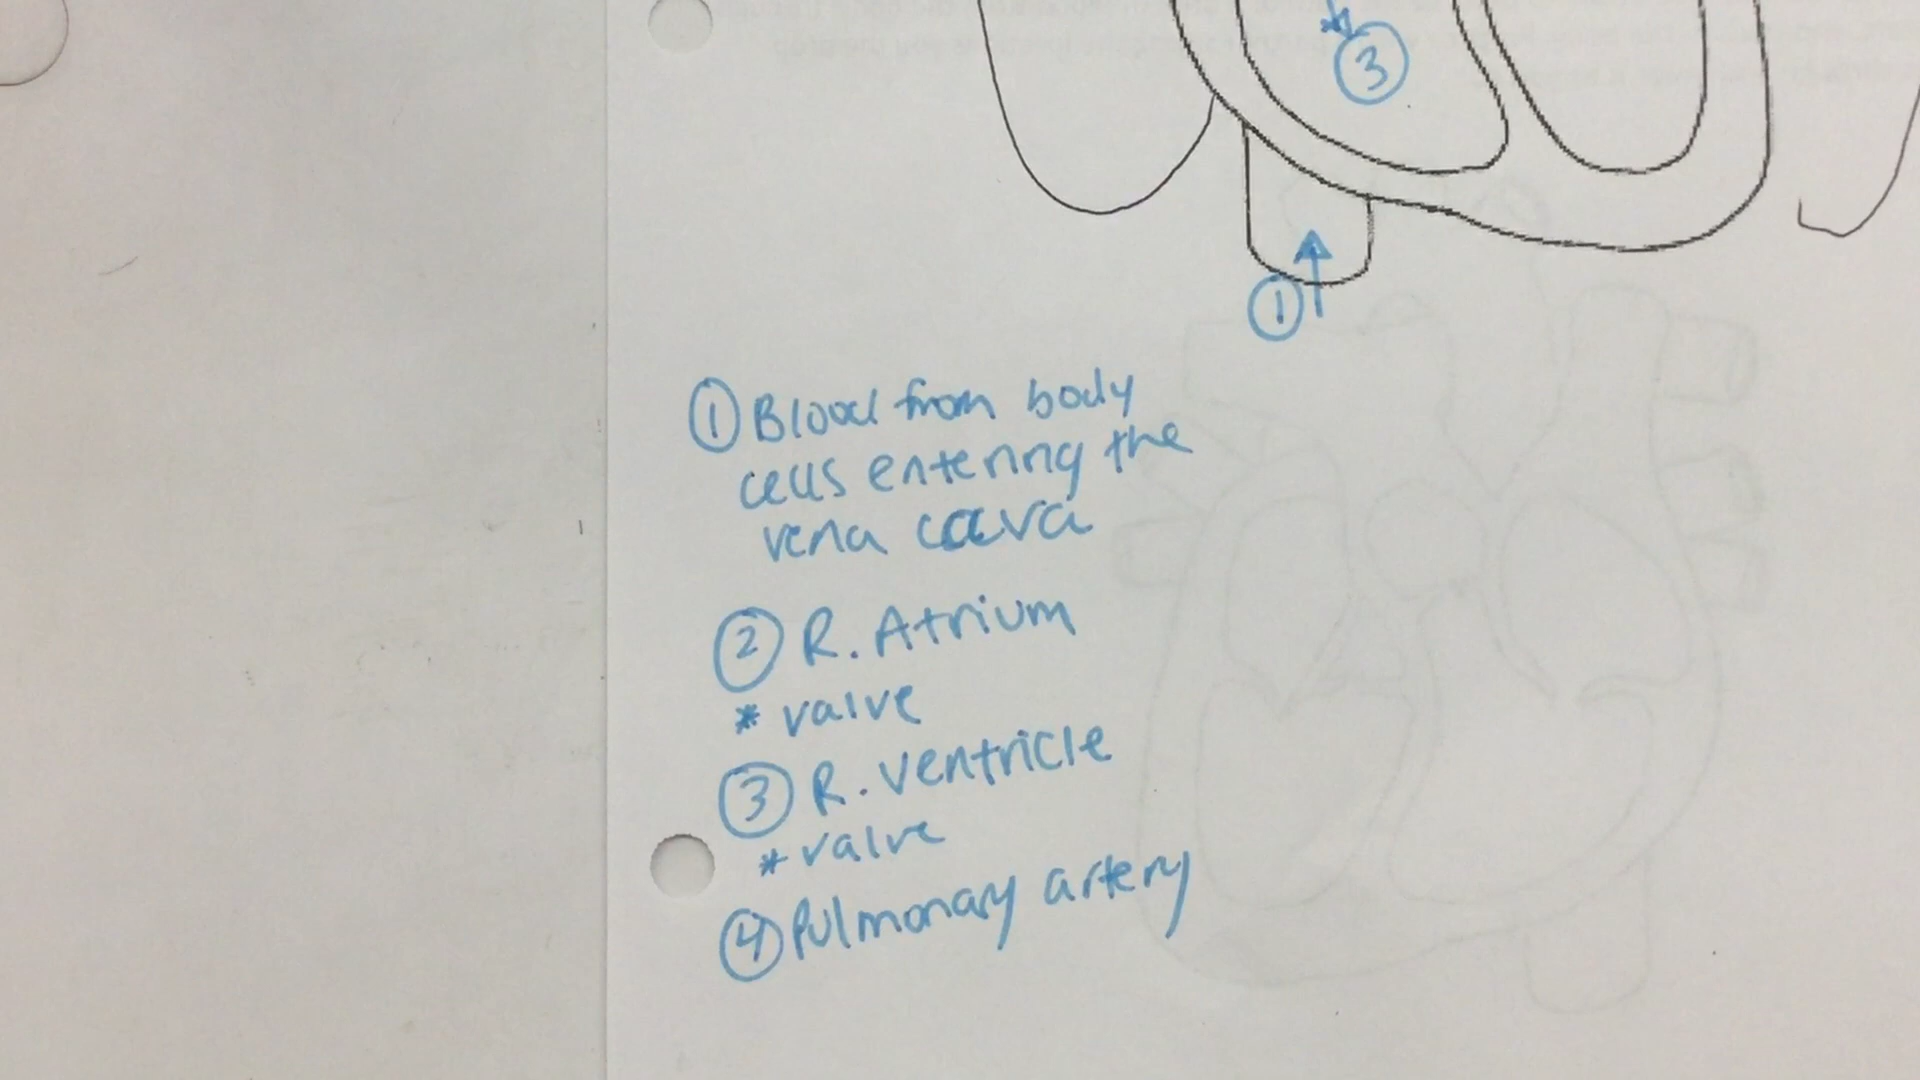 3
1
① Blood from body
cells entering the
vena cava
② R. Atrium
* valve
③ R. ventricle
* valve
④ Pulmonary artery